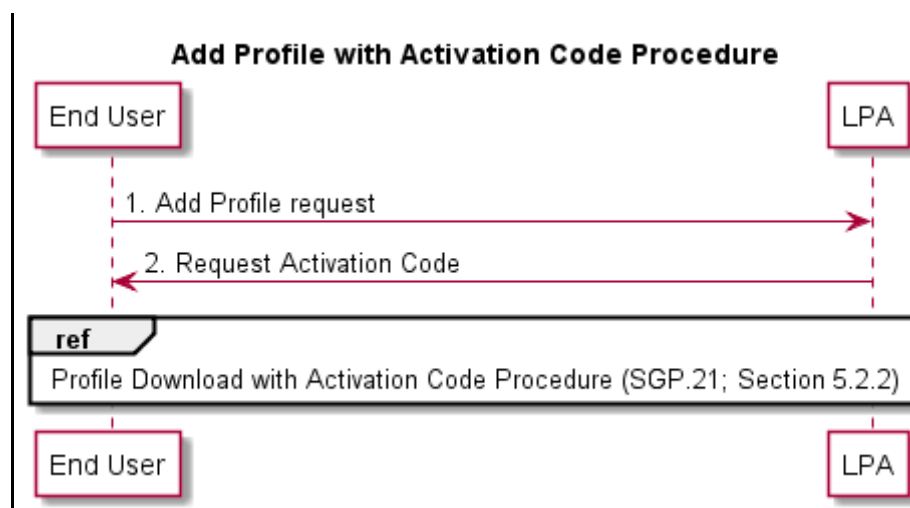 Add Profile with Activation Code Procedure
End User
LPA
1. Add Profile request
2. Request Activation Code
ref
Profile Download with Activation Code Procedure (SGP.21; Section 5.2.2)
End User
LPA